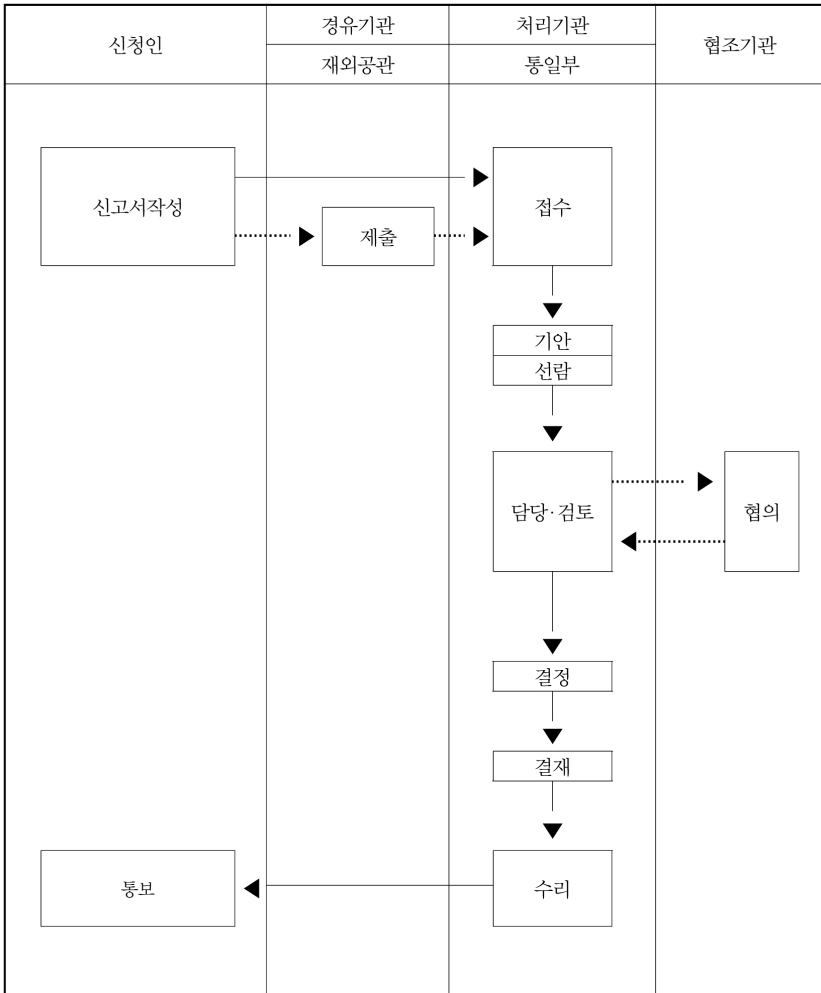 신청인
경유기관
처리기관
협조기관
재외공관
통일부
신고서작성
접수
제출
기안
선람
담당·검토
협의
결정
결재
통보
수리